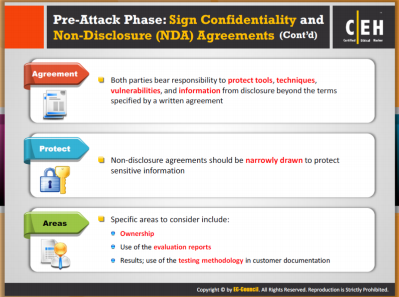 Pre-Attack Phase: Sign Confidentiality and
Non-Disclosure (NDA) Agreements (Cont'd)
C|EH
Certified Ethical Hacker
Agreement
Both parties bear responsibility to protect tools, techniques,
vulnerabilities, and information from disclosure beyond the terms
specified by a written agreement
Protect
Non-disclosure agreements should be narrowly drawn to protect
sensitive information
Areas
Specific areas to consider include:
Ownership
Use of the evaluation reports
Results; use of the testing methodology in customer documentation
Copyright © by EC-Council. All Rights Reserved. Reproduction is Strictly Prohibited.